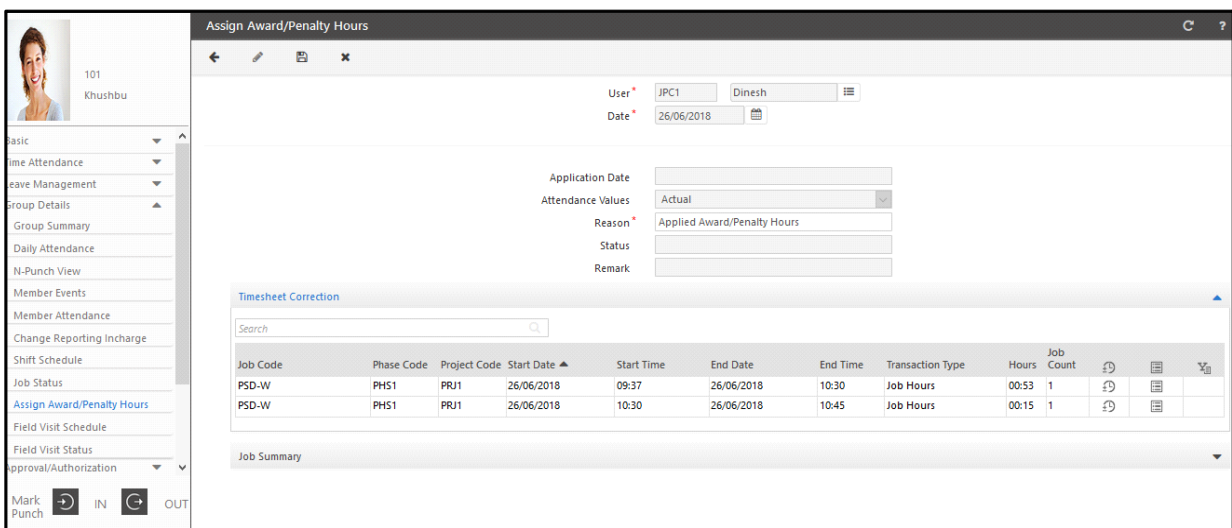 Assign Award/Penalty Hours
?
101
Khushbu
User*
JPC1
Dinesh
Date*
26/06/2018
Basic
Time Attendance
Leave Management
Group Details
Group Summary
Daily Attendance
N-Punch View
Member Events
Member Attendance
Change Reporting Incharge
Shift Schedule
Job Status
Assign Award/Penalty Hours
Field Visit Schedule
Field Visit Status
Approval/Authorization
Mark Punch IN OUT
Application Date
Attendance Values Actual
Reason* Applied Award/Penalty Hours
Status
Remark
Timesheet Correction
Search
Job Code Phase Code Project Code Start Date Start Time End Date End Time Transaction Type Hours Job Count
PSD-W PHS1 PRJ1 26/06/2018 09:37 26/06/2018 10:30 Job Hours 00:53 1
PSD-W PHS1 PRJ1 26/06/2018 10:30 26/06/2018 10:45 Job Hours 00:15 1
Job Summary